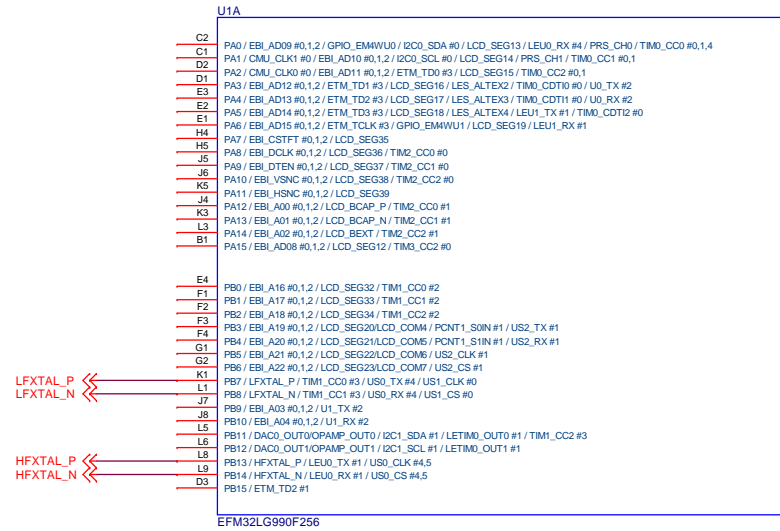 U1A
C2 PA0 / EBI_AD09 #0,1,2 / GPIO_EM4WU0 / I2C0_SDA #0 / LCD_SEG13 / LEU0_RX #4 / PRS_CH0 / TIM0_CC0 #0,1,4
C1 PA1 / CMU_CLK1 #0 / EBI_AD10 #0,1,2 / I2C0_SCL #0 / LCD_SEG14 / PRS_CH1 / TIM0_CC1 #0,1
D2 PA2 / CMU_CLK0 #0 / EBI_AD11 #0,1,2 / ETM_TD0 #3 / LCD_SEG15 / TIM0_CC2 #0,1
D1 PA3 / EBI_AD12 #0,1,2 / ETM_TD1 #3 / LCD_SEG16 / LES_ALTEX2 / TIM0_CDTI0 #0 / U0_TX #2
E3 PA4 / EBI_AD13 #0,1,2 / ETM_TD2 #3 / LCD_SEG17 / LES_ALTEX3 / TIM0_CDTI1 #0 / U0_RX #2
E2 PA5 / EBI_AD14 #0,1,2 / ETM_TD3 #3 / LCD_SEG18 / LES_ALTEX4 / LEU1_TX #1 / TIM0_CDTI2 #0
E1 PA6 / EBI_AD15 #0,1,2 / ETM_TCLK #3 / GPIO_EM4WU1 / LCD_SEG19 / LEU1_RX #1
H4 PA7 / EBI_CSTFT #0,1,2 / LCD_SEG35
H5 PA8 / EBI_DCLK #0,1,2 / LCD_SEG36 / TIM2_CC0 #0
J5 PA9 / EBI_DTEN #0,1,2 / LCD_SEG37 / TIM2_CC1 #0
J6 PA10 / EBI_VSNC #0,1,2 / LCD_SEG38 / TIM2_CC2 #0
K5 PA11 / EBI_HSNC #0,1,2 / LCD_SEG39
J4 PA12 / EBI_A00 #0,1,2 / LCD_BCAP_P / TIM2_CC0 #1
K3 PA13 / EBI_A01 #0,1,2 / LCD_BCAP_N / TIM2_CC1 #1
L3 PA14 / EBI_A02 #0,1,2 / LCD_BEXT / TIM2_CC2 #1
B1 PA15 / EBI_AD08 #0,1,2 / LCD_SEG12 / TIM3_CC2 #0
E4 PB0 / EBI_A16 #0,1,2 / LCD_SEG32 / TIM1_CC0 #2
F1 PB1 / EBI_A17 #0,1,2 / LCD_SEG33 / TIM1_CC1 #2
F2 PB2 / EBI_A18 #0,1,2 / LCD_SEG34 / TIM1_CC2 #2
F3 PB3 / EBI_A19 #0,1,2 / LCD_SEG20/LCD_COM4 / PCNT1_S0IN #1 / US2_TX #1
F4 PB4 / EBI_A20 #0,1,2 / LCD_SEG21/LCD_COM5 / PCNT1_S1IN #1 / US2_RX #1
G1 PB5 / EBI_A21 #0,1,2 / LCD_SEG22/LCD_COM6 / US2_CLK #1
G2 PB6 / EBI_A22 #0,1,2 / LCD_SEG23/LCD_COM7 / US2_CS #1
LFXTAL_P K1 PB7 / LFXTAL_P / TIM1_CC0 #3 / US0_TX #4 / US1_CLK #0
LFXTAL_N L1 PB8 / LFXTAL_N / TIM1_CC1 #3 / US0_RX #4 / US1_CS #0
J7 PB9 / EBI_A03 #0,1,2 / U1_TX #2
J8 PB10 / EBI_A04 #0,1,2 / U1_RX #2
L5 PB11 / DAC0_OUT0/OPAMP_OUT0 / I2C1_SDA #1 / LETIM0_OUT0 #1 / TIM1_CC2 #3
L6 PB12 / DAC0_OUT1/OPAMP_OUT1 / I2C1_SCL #1 / LETIM0_OUT1 #1
HFXTAL_P L8 PB13 / HFXTAL_P / LEU0_TX #1 / US0_CLK #4,5
HFXTAL_N L9 PB14 / HFXTAL_N / LEU0_RX #1 / US0_CS #4,5
D3 PB15 / ETM_TD2 #1
EFM32LG990F256